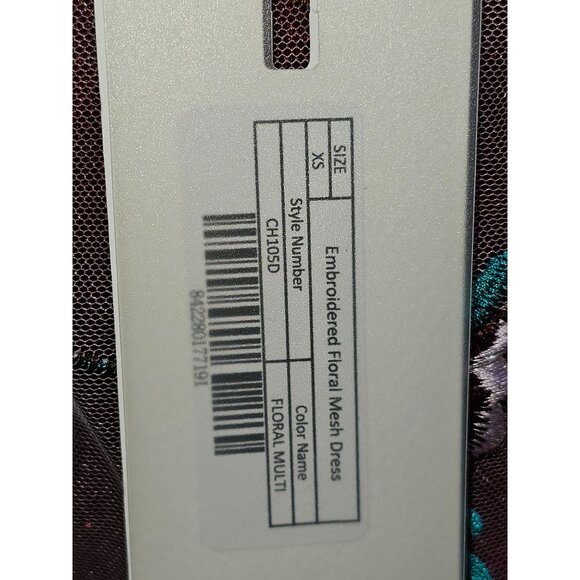 SIZE
XS
Embroidered Floral Mesh Dress
Style Number Color Name
CH105D FLORAL MULTI
842280177191